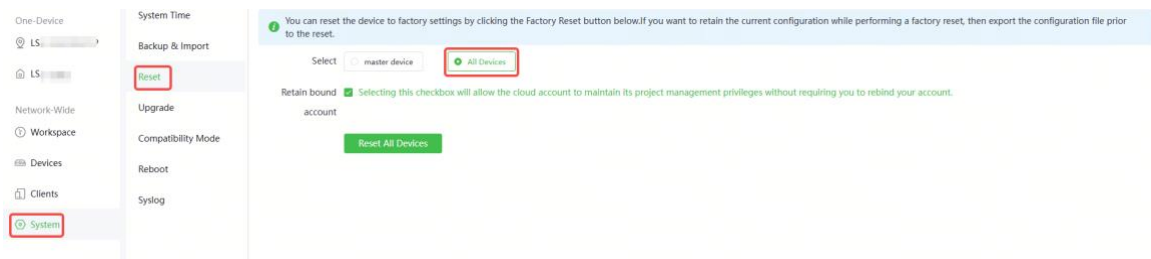 One-Device
LS
LS
Network-Wide
Workspace
Devices
Clients
System
System Time
Backup & Import
Reset
Upgrade
Compatibility Mode
Reboot
Syslog
You can reset the device to factory settings by clicking the Factory Reset button below.If you want to retain the current configuration while performing a factory reset, then export the configuration file prior
to the reset.
Select master device All Devices
Retain bound Selecting this checkbox will allow the cloud account to maintain its project management privileges without requiring you to rebind your account.
account
Reset All Devices